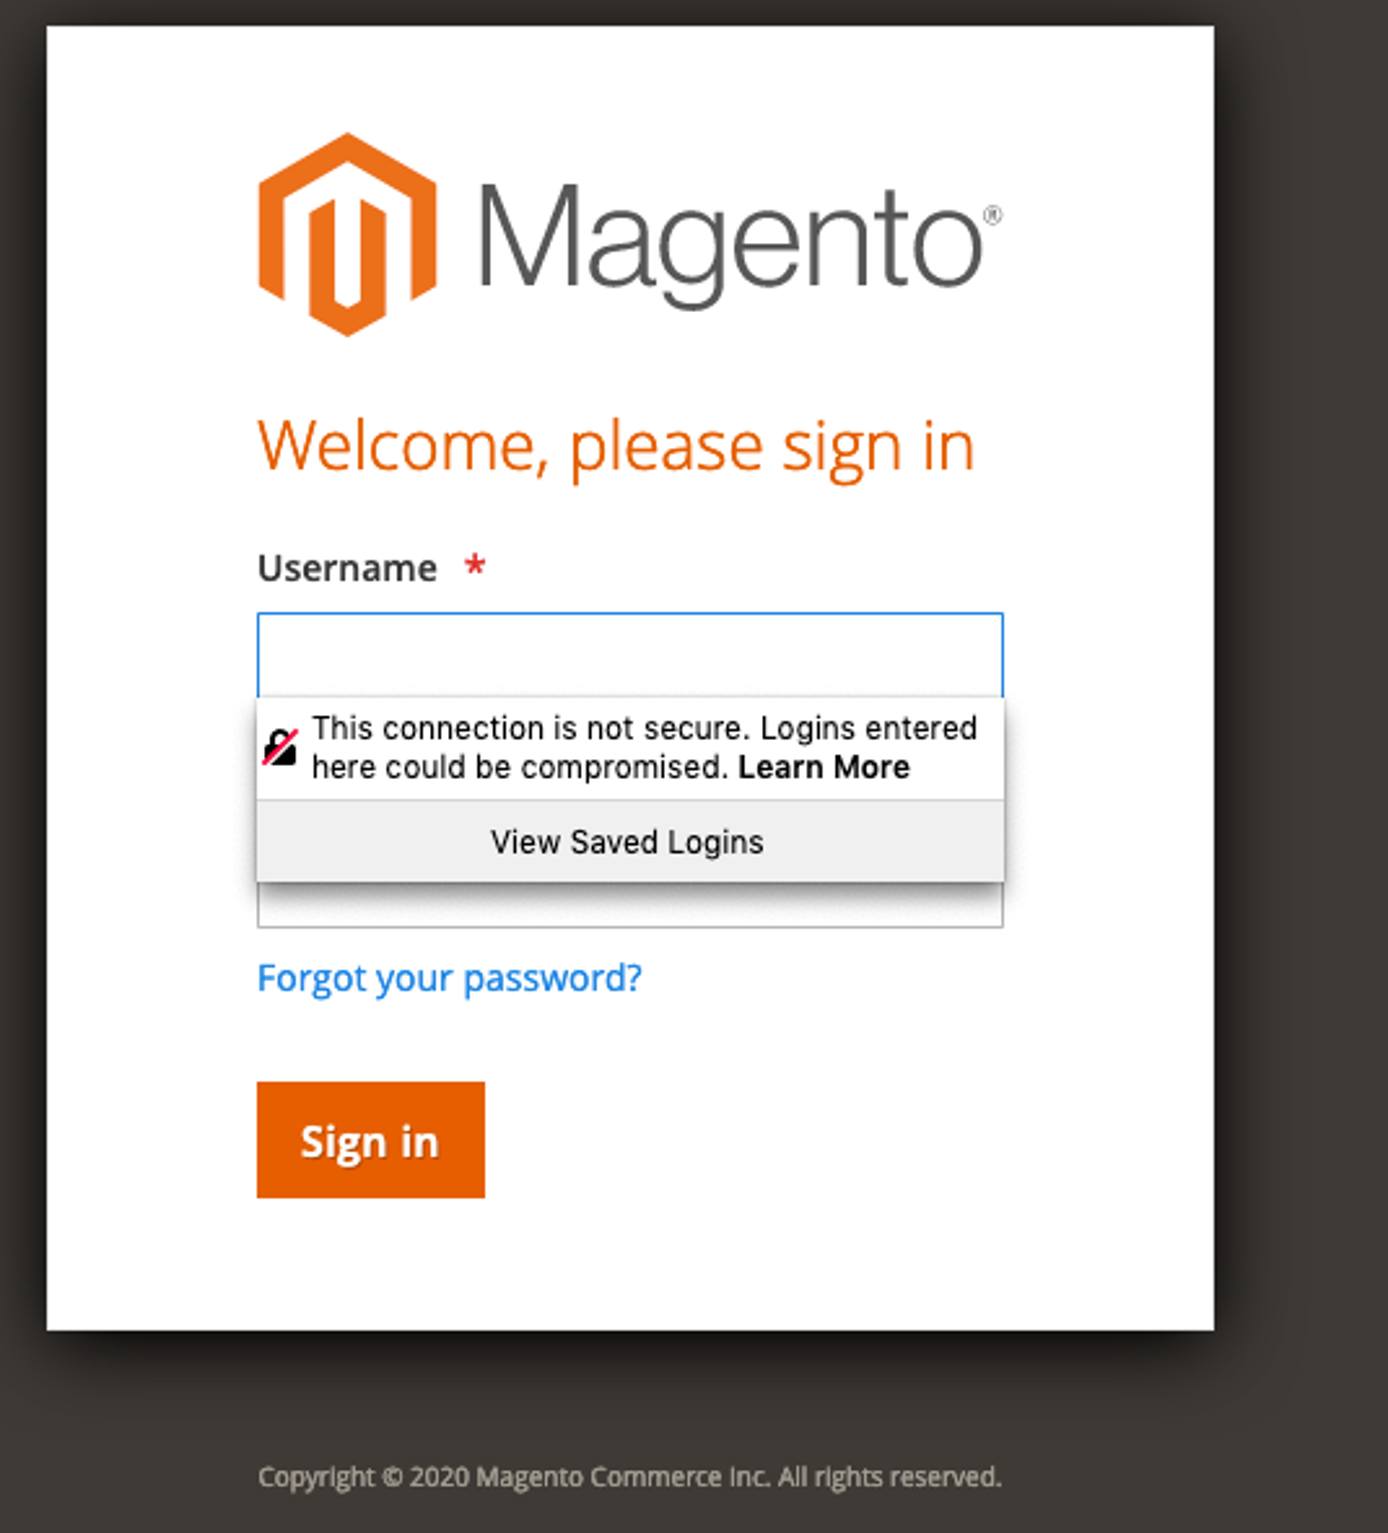 Magento®
Welcome, please sign in
Username *
This connection is not secure. Logins entered
here could be compromised. Learn More
View Saved Logins
Forgot your password?
Sign in
Copyright © 2020 Magento Commerce Inc. All rights reserved.